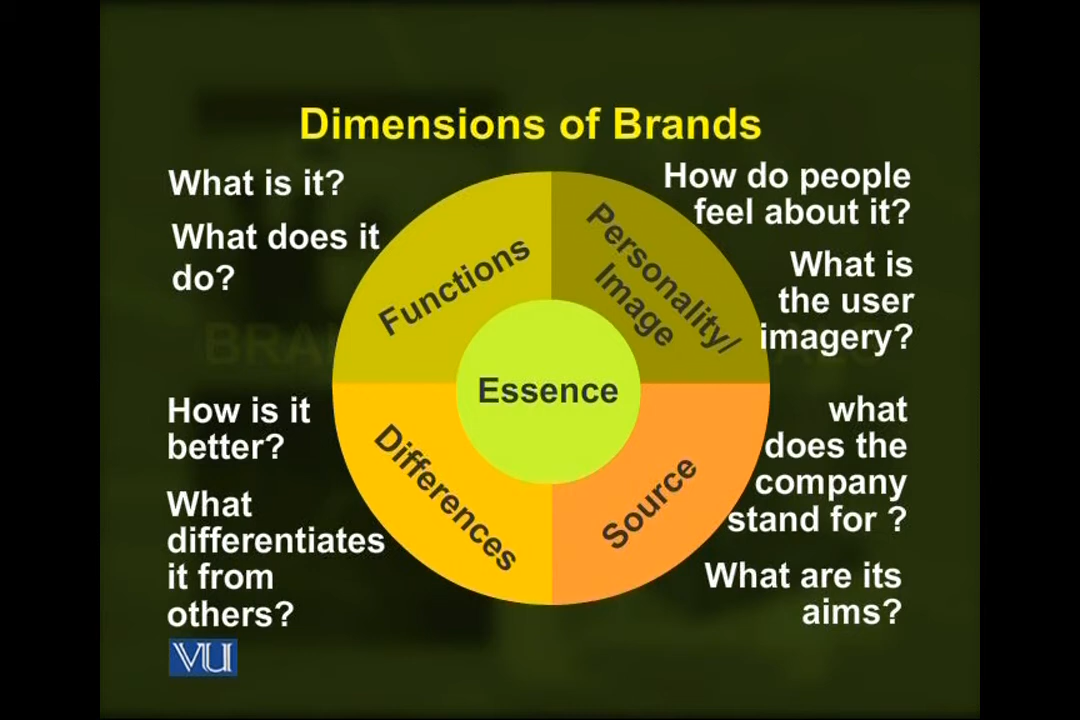 Dimensions of Brands
What is it?
What does it
do?
How do people
feel about it?
What is
the user
imagery?
Functions
Personality/
Image
Essence
How is it
better?
What
differentiates
it from
others?
Differences
Source
what
does the
company
stand for ?
What are its
aims?
VU